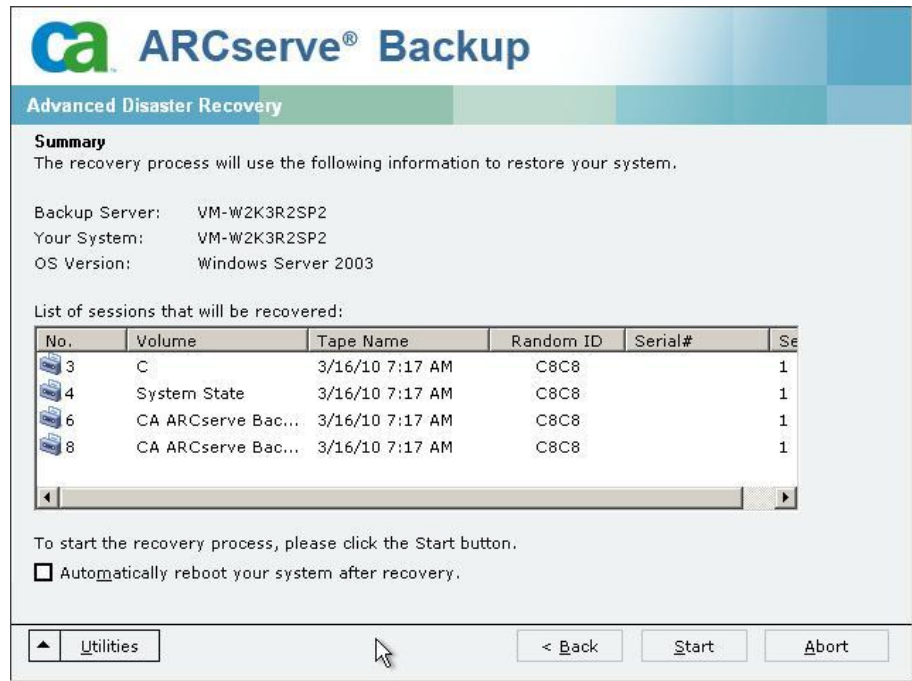 ca ARCserve® Backup
Advanced Disaster Recovery
Summary
The recovery process will use the following information to restore your system.
Backup Server: VM-W2K3R2SP2
Your System: VM-W2K3R2SP2
OS Version: Windows Server 2003
List of sessions that will be recovered:
No. Volume Tape Name Random ID Serial# Se
3 C 3/16/10 7:17 AM C8C8 1
4 System State 3/16/10 7:17 AM C8C8 1
6 CA ARCserve Bac... 3/16/10 7:17 AM C8C8 1
8 CA ARCserve Bac... 3/16/10 7:17 AM C8C8 1
To start the recovery process, please click the Start button.
Automatically reboot your system after recovery.
Utilities < Back Start Abort